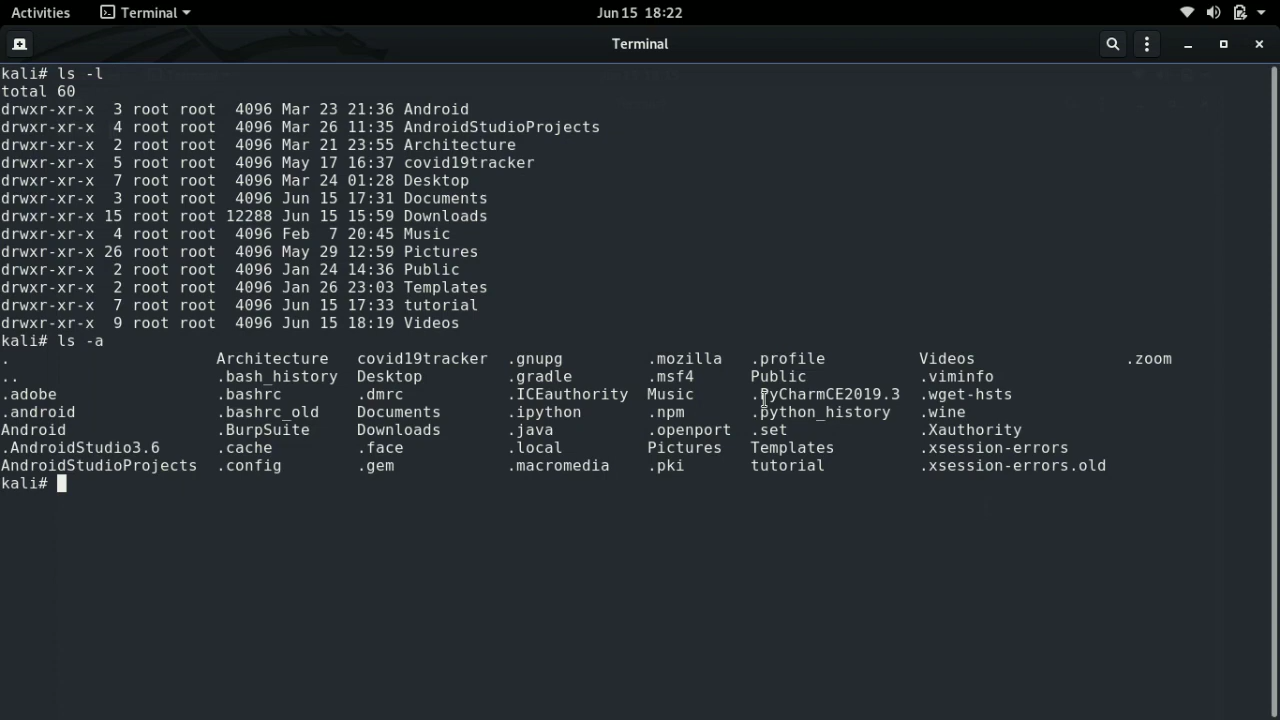 Activities Terminal Jun 15 18:22
Terminal
kali# ls -l
total 60
drwxr-xr-x  3 root root  4096 Mar 23 21:36 Android
drwxr-xr-x  4 root root  4096 Mar 26 11:35 AndroidStudioProjects
drwxr-xr-x  2 root root  4096 Mar 21 23:55 Architecture
drwxr-xr-x  5 root root  4096 May 17 16:37 covid19tracker
drwxr-xr-x  7 root root  4096 Mar 24 01:28 Desktop
drwxr-xr-x  3 root root  4096 Jun 15 17:31 Documents
drwxr-xr-x 15 root root 12288 Jun 15 15:59 Downloads
drwxr-xr-x  4 root root  4096 Feb  7 20:45 Music
drwxr-xr-x 26 root root  4096 May 29 12:59 Pictures
drwxr-xr-x  2 root root  4096 Jan 24 14:36 Public
drwxr-xr-x  2 root root  4096 Jan 26 23:03 Templates
drwxr-xr-x  7 root root  4096 Jun 15 17:33 tutorial
drwxr-xr-x  9 root root  4096 Jun 15 18:19 Videos
kali# ls -a
. Architecture covid19tracker .gnupg .mozilla .profile Videos .zoom
.. .bash_history Desktop .gradle .msf4 Public .viminfo
.adobe .bashrc .dmrc .ICEauthority Music .PyCharmCE2019.3 .wget-hsts
.android .bashrc_old Documents .ipython .npm .python_history .wine
Android .BurpSuite Downloads .java .openport .set .Xauthority
.AndroidStudio3.6 .cache .face .local Pictures Templates .xsession-errors
AndroidStudioProjects .config .gem .macromedia .pki tutorial .xsession-errors.old
kali#